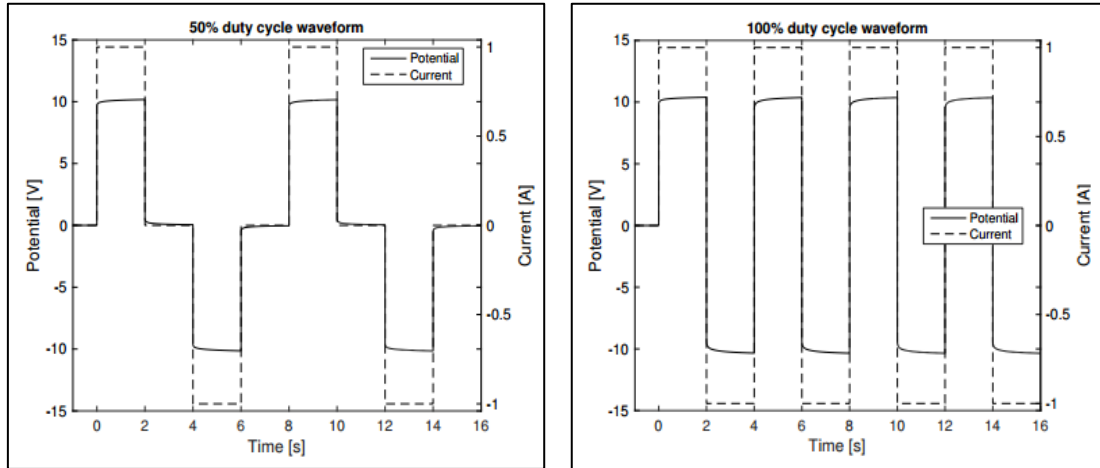 50% duty cycle waveform
15
10
5
0
-5
-10
-15
Potential [V]
1
0.5
0
-0.5
-1
Current [A]
Potential
Current
0 2 4 6 8 10 12 14 16
Time [s]
100% duty cycle waveform
15
10
5
0
-5
-10
-15
Potential [V]
1
0.5
0
-0.5
-1
Current [A]
Potential
Current
0 2 4 6 8 10 12 14 16
Time [s]